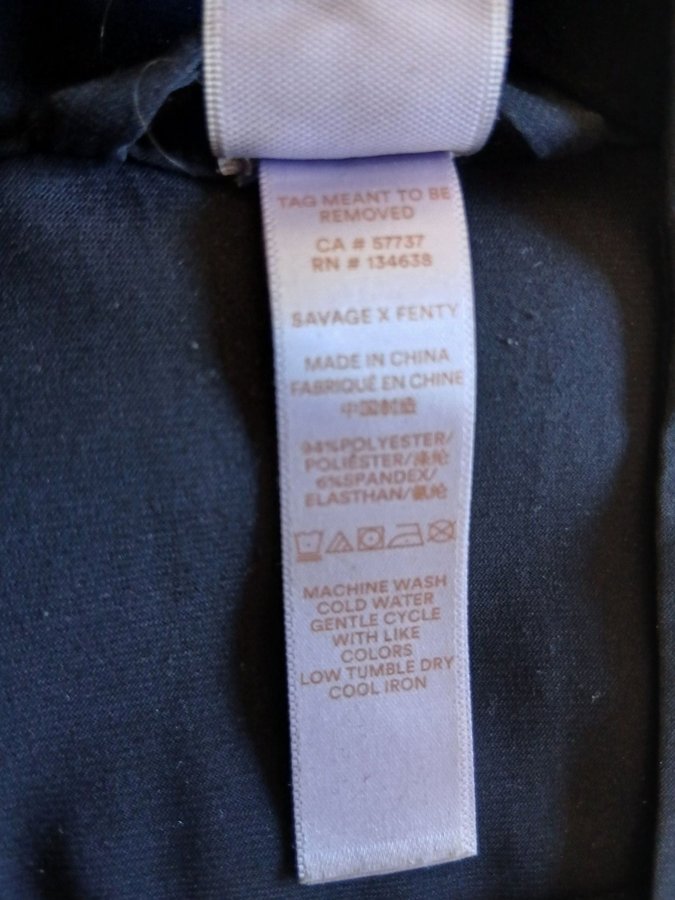 TAG MEANT TO BE
REMOVED
CA # 57737
RN # 134638
SAVAGE X FENTY
MADE IN CHINA
FABRIQUÉ EN CHINE
中国制造
94%POLYESTER/
POLIÉSTER/涤纶
6%SPANDEX/
ELASTHAN/氨纶
MACHINE WASH
COLD WATER
GENTLE CYCLE
WITH LIKE
COLORS
LOW TUMBLE DRY
COOL IRON